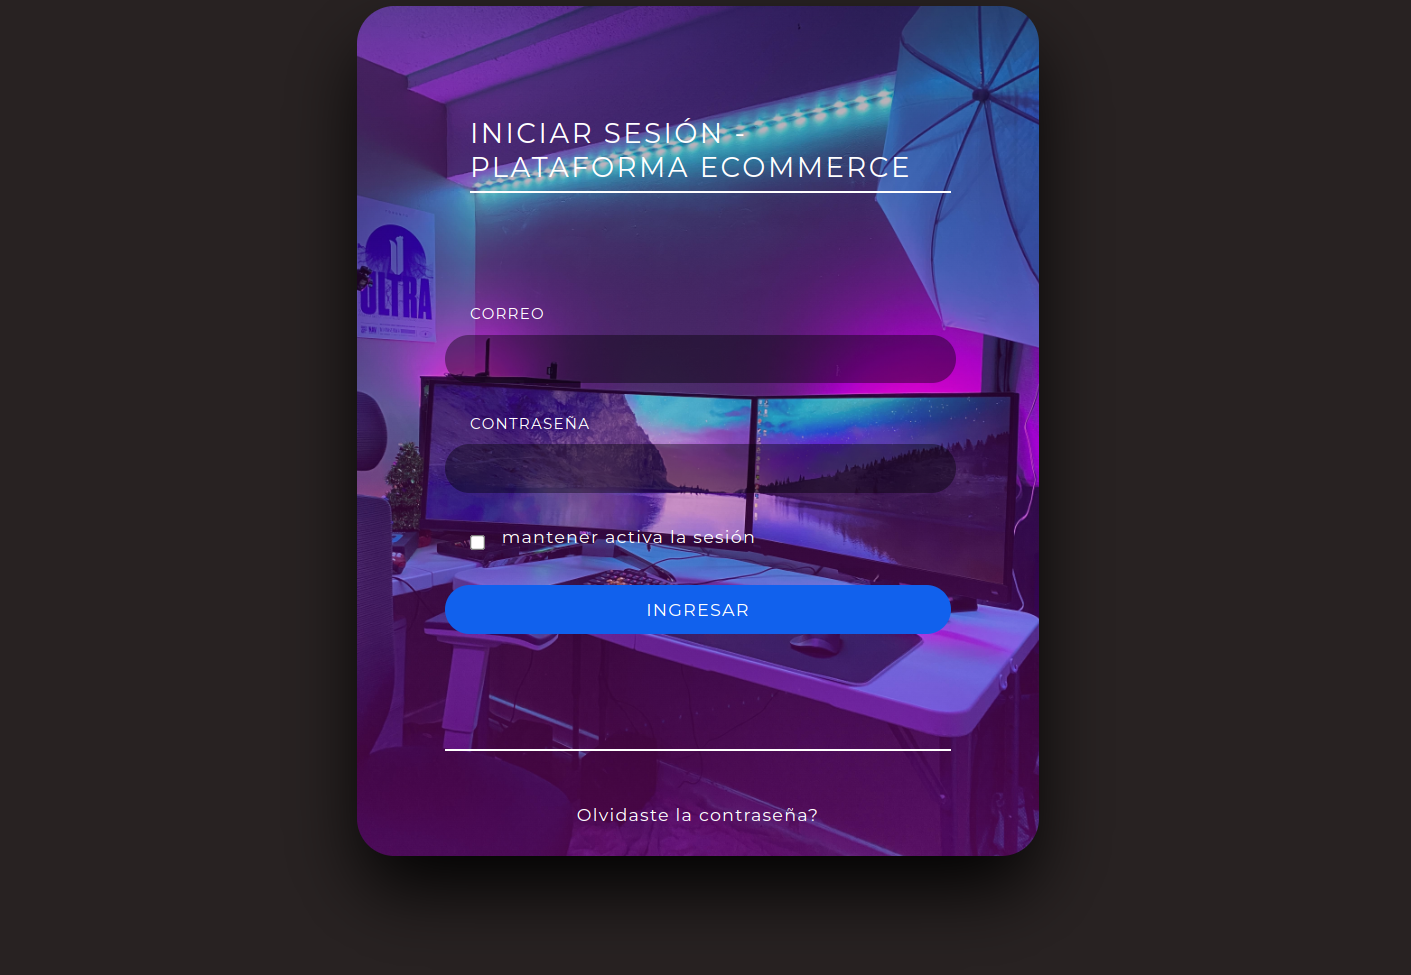 INICIAR SESIÓN -
PLATAFORMA ECOMMERCE
ULTRA
CORREO
CONTRASEÑA
mantener activa la sesión
INGRESAR
Olvidaste la contraseña?